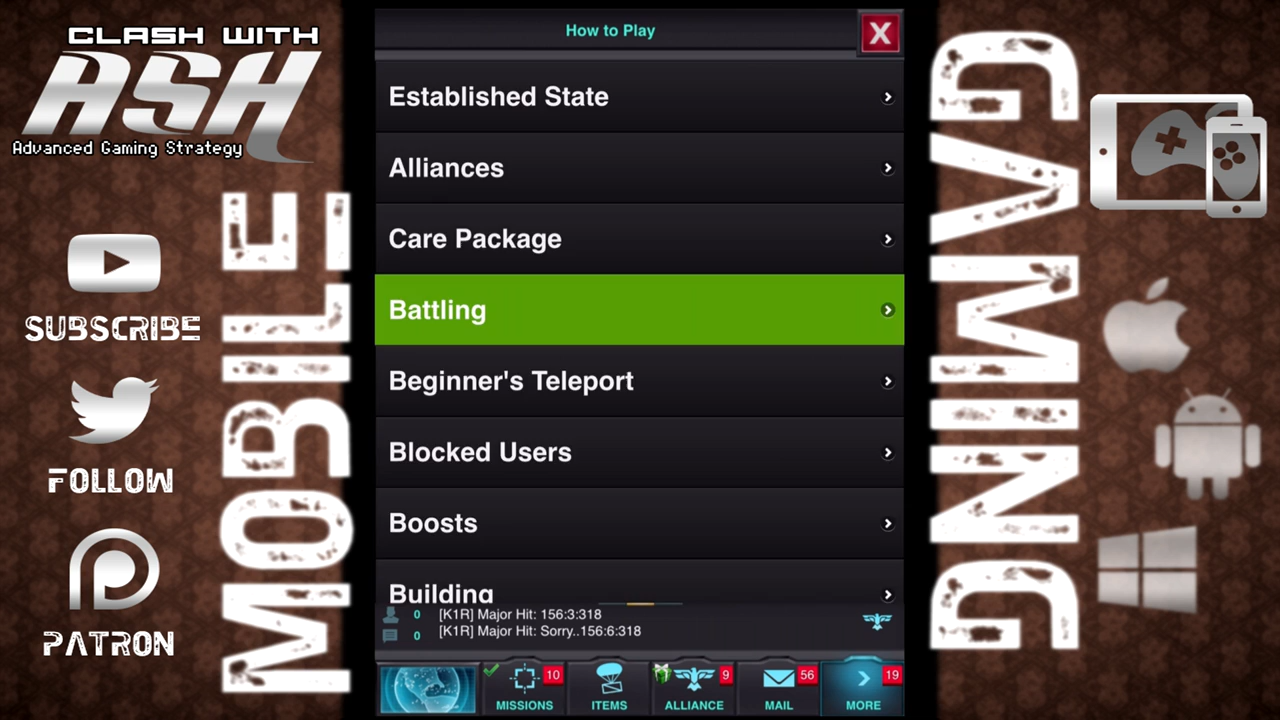 CLASH WITH
ASH
Advanced Gaming Strategy
SUBSCRIBE
FOLLOW
PATRON
MOBILE
How to Play
X
Established State
Alliances
Care Package
Battling
Beginner's Teleport
Blocked Users
Boosts
Building
0 [K1R] Major Hit: 156:3:318
0 [K1R] Major Hit: Sorry..156:6:318
10
9
56
19
MISSIONS
ITEMS
ALLIANCE
MAIL
MORE
GAMING